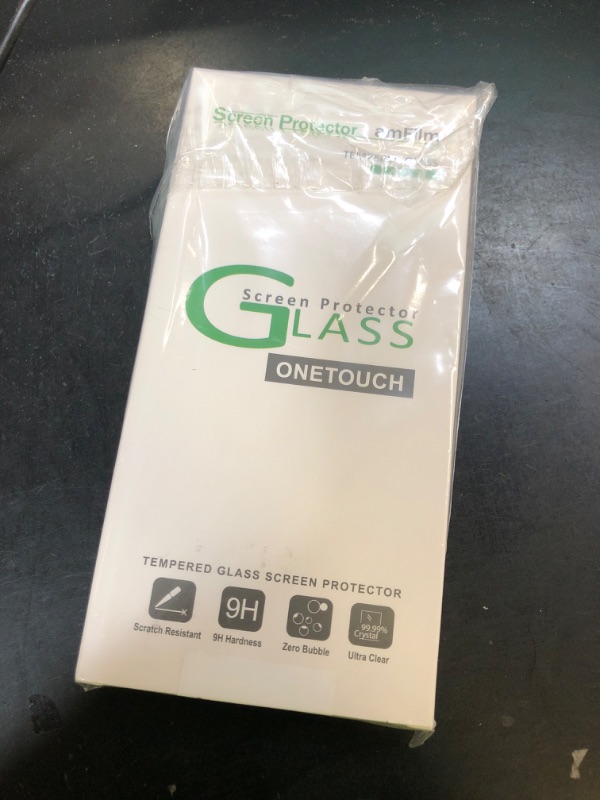 Screen Protector amFilm
Screen Protector
GLASS
ONETOUCH
TEMPERED GLASS SCREEN PROTECTOR
9H
99.99%
Crystal
Scratch Resistant
9H Hardness
Zero Bubble
Ultra Clear